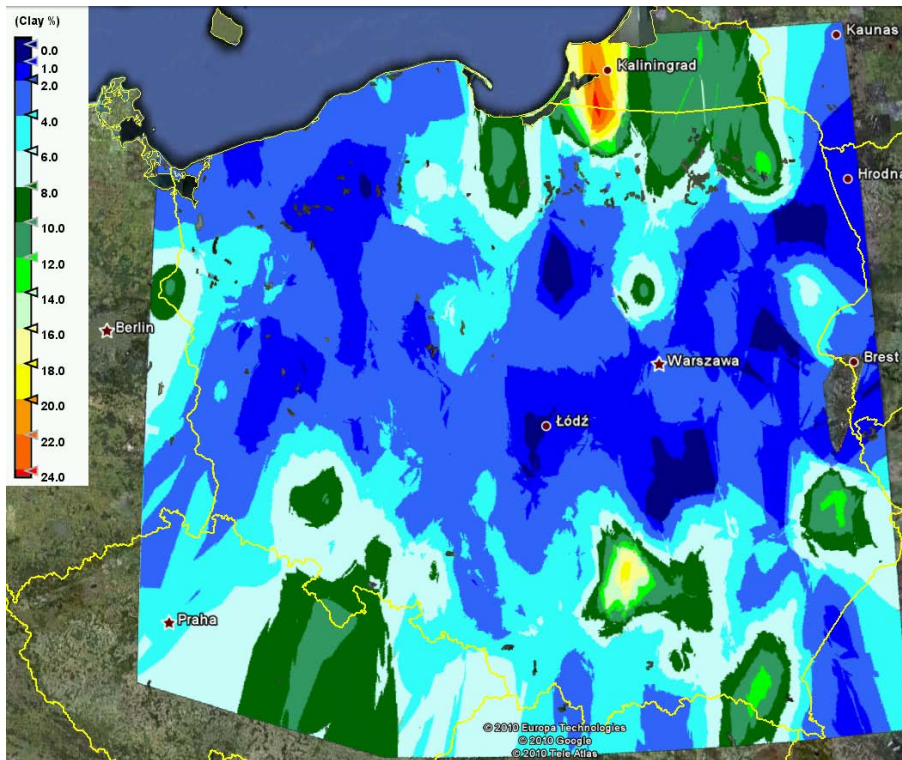 (Clay %)
0.0
1.0
2.0
4.0
6.0
8.0
10.0
12.0
14.0
16.0
18.0
20.0
22.0
24.0
Kaunas
Kaliningrad
Hrodna
Berlin
Warszawa
Brest
Łódź
Praha
© 2010 Europa Technologies
© 2010 Google
© 2010 Tele Atlas